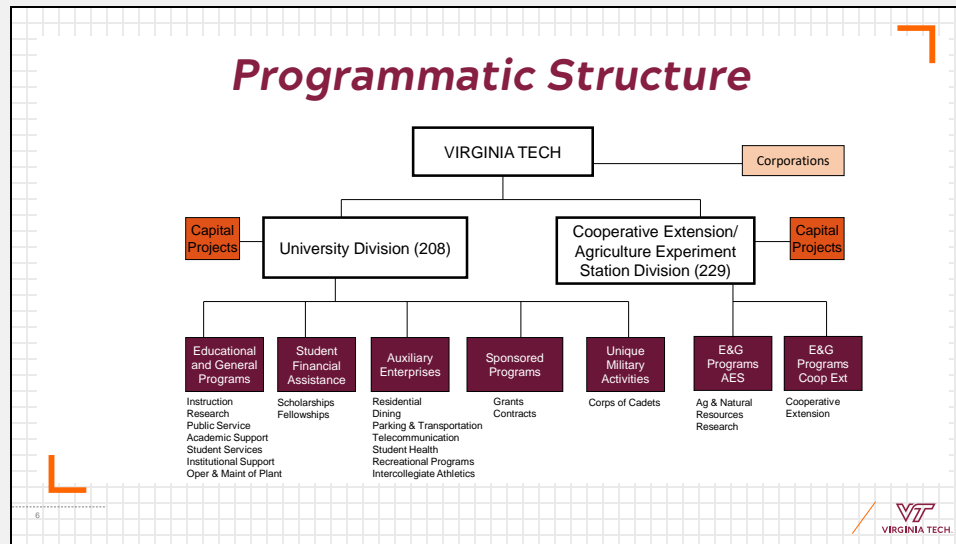 Programmatic Structure
VIRGINIA TECH
Corporations
Capital
Projects
University Division (208)
Cooperative Extension/
Agriculture Experiment
Station Division (229)
Capital
Projects
Educational
and General
Programs
Student
Financial
Assistance
Auxiliary
Enterprises
Sponsored
Programs
Unique
Military
Activities
E&G
Programs
AES
E&G
Programs
Coop Ext
Instruction
Research
Public Service
Academic Support
Student Services
Institutional Support
Oper & Maint of Plant
Scholarships
Fellowships
Residential
Dining
Parking & Transportation
Telecommunication
Student Health
Recreational Programs
Intercollegiate Athletics
Grants
Contracts
Corps of Cadets
Ag & Natural
Resources
Research
Cooperative
Extension
6
VT
VIRGINIA TECH